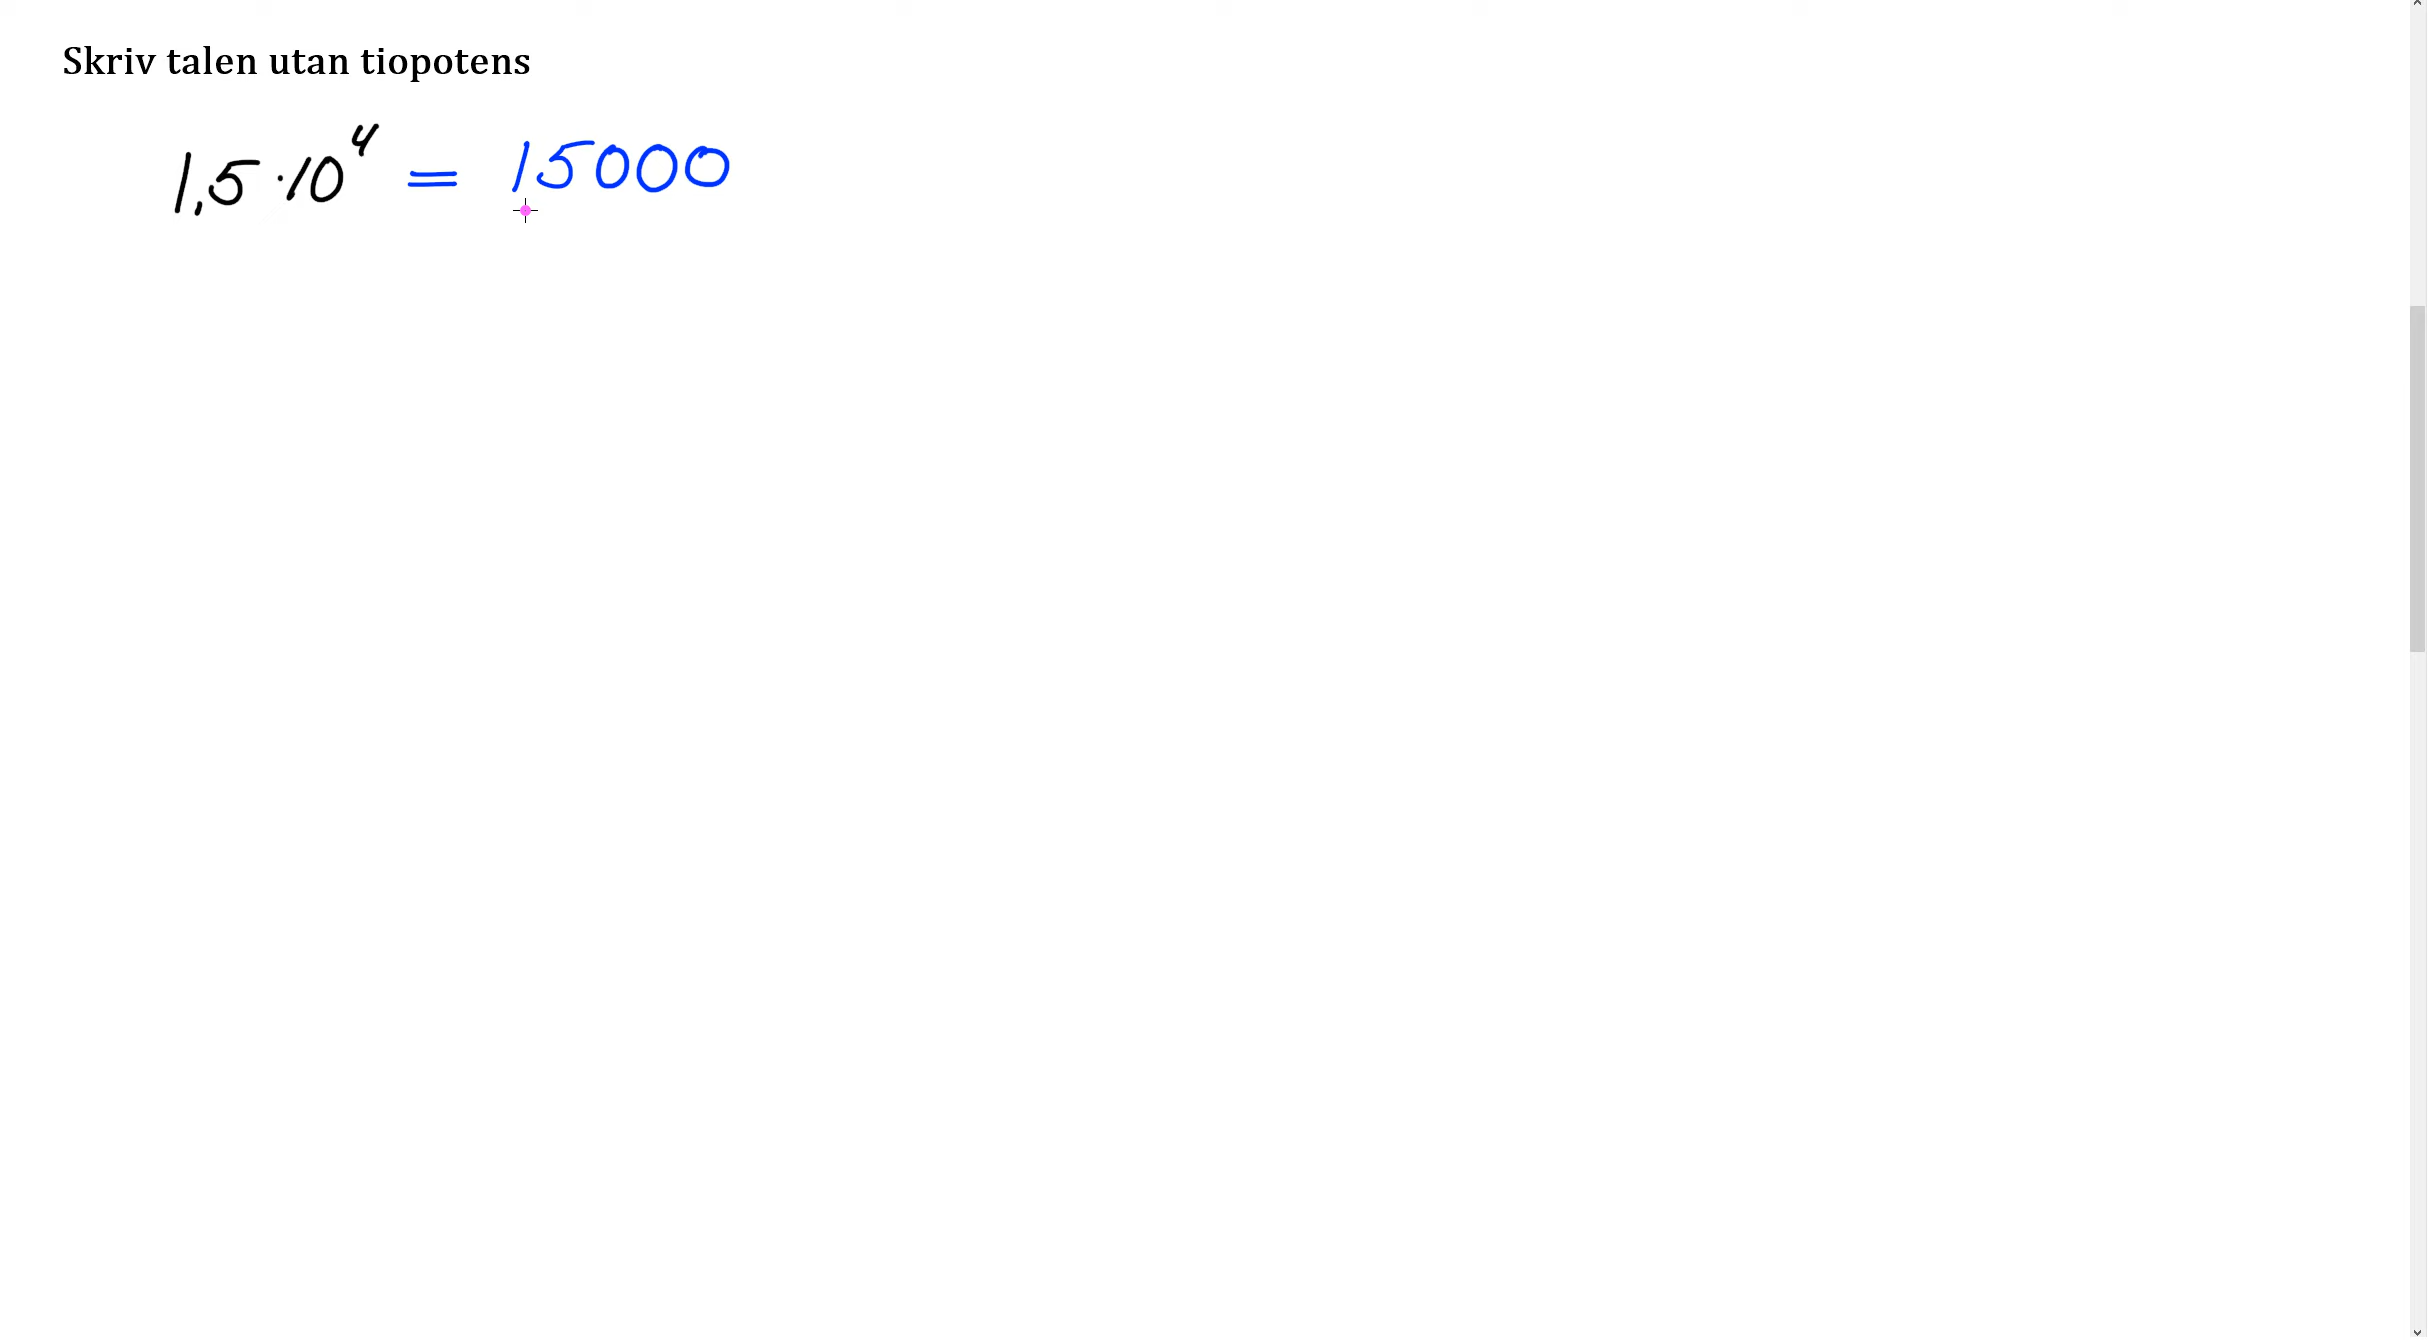 Skriv talen utan tiopotens
1,5 · 10⁴ = 15000